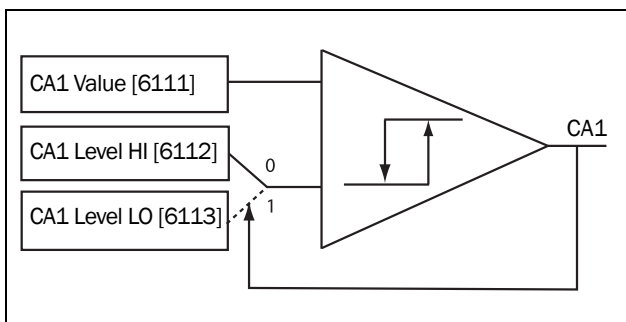 CA1 Value [6111]
CA1 Level HI [6112]
CA1 Level LO [6113]
0
1
CA1